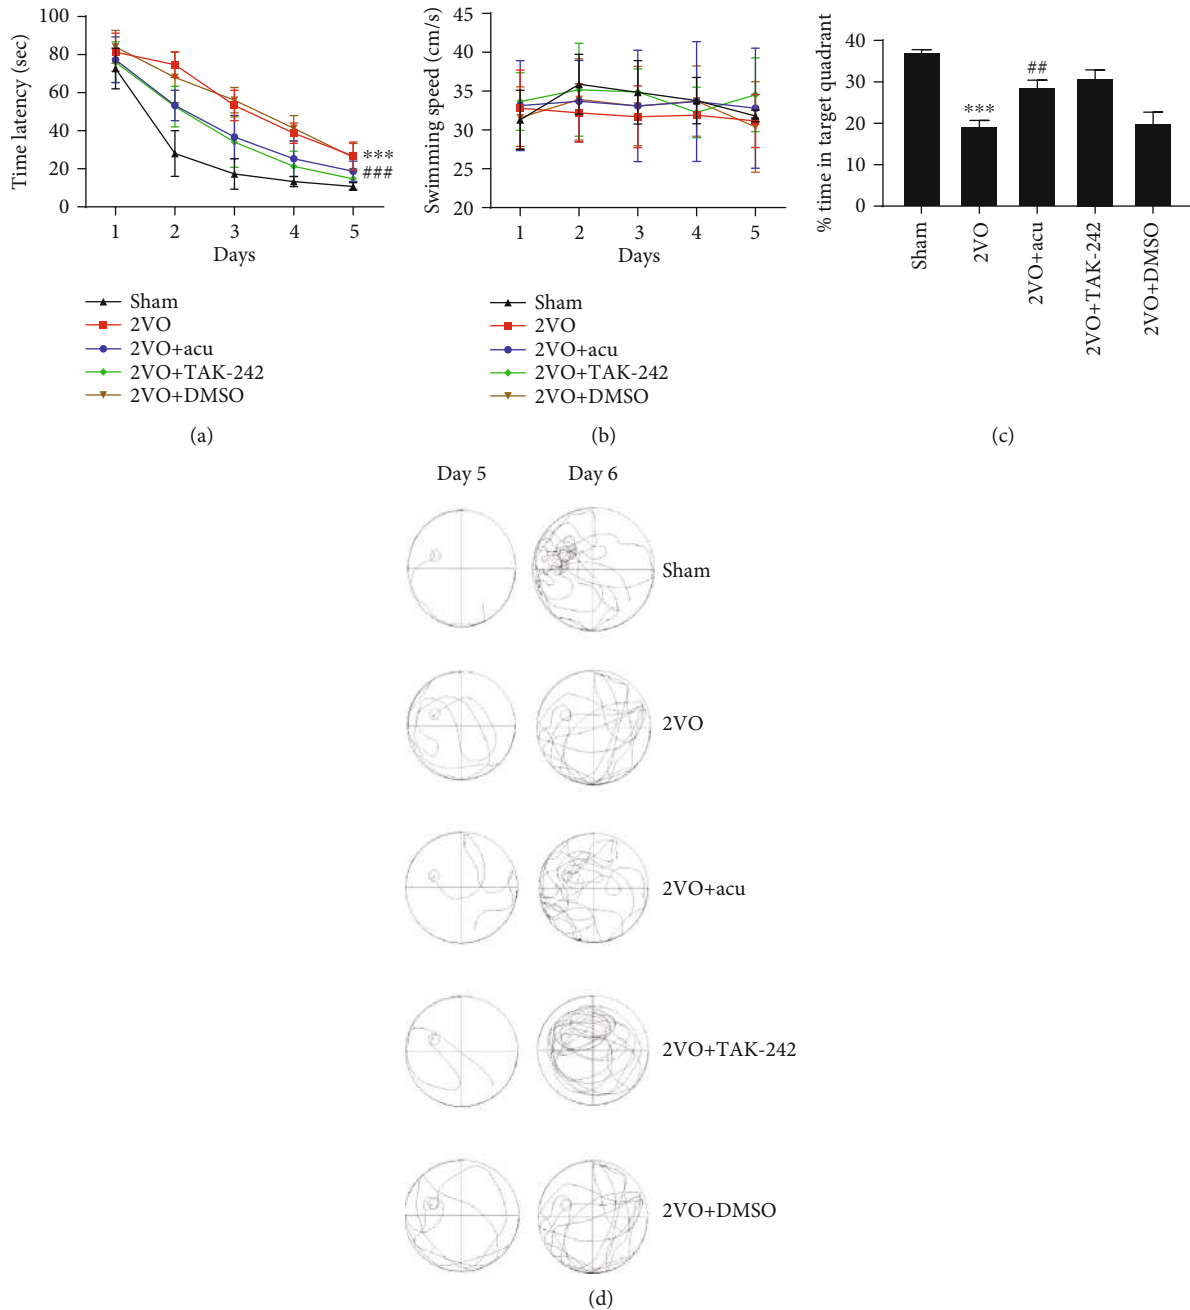 Time latency (sec)
100
80
60
40
20
0
1 2 3 4 5
Days
***
###
Sham
2VO
2VO+acu
2VO+TAK-242
2VO+DMSO
(a)
Swimming speed (cm/s)
45
40
35
30
25
20
1 2 3 4 5
Days
Sham
2VO
2VO+acu
2VO+TAK-242
2VO+DMSO
(b)
% time in target quadrant
40
30
20
10
0
***
##
Sham
2VO
2VO+acu
2VO+TAK-242
2VO+DMSO
(c)
Day 5 Day 6
Sham
2VO
2VO+acu
2VO+TAK-242
2VO+DMSO
(d)